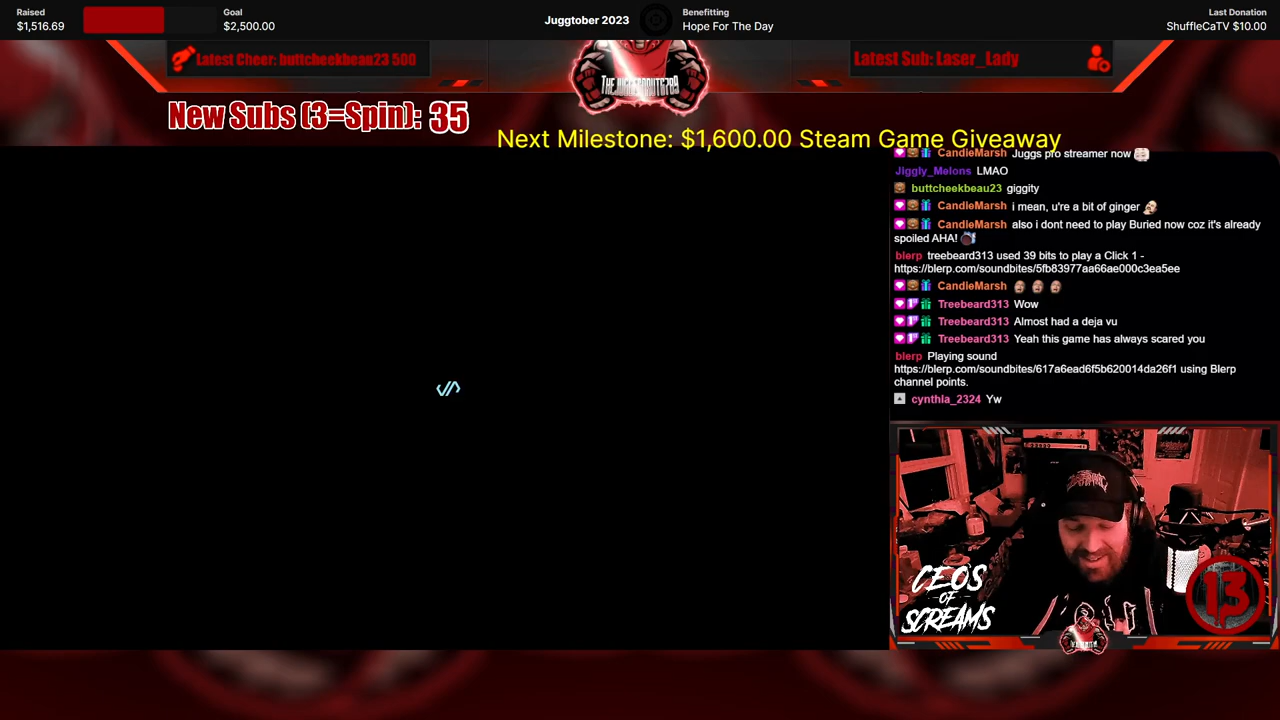 Raised
$1,516.69
Goal
$2,500.00
Juggtober 2023
Benefitting
Hope For The Day
Last Donation
ShuffleCaTV $10.00
Latest Cheer: buttcheekbeau23 500
THEJUGGERNAUT6789
Latest Sub: Laser_Lady
New Subs (3=Spin): 35
Next Milestone: $1,600.00 Steam Game Giveaway
CandieMarsh Juggs pro streamer now
Jiggly_Melons LMAO
buttcheekbeau23 giggity
CandieMarsh i mean, u're a bit of ginger
CandieMarsh also i dont need to play Buried now coz it's already
spoiled AHA!
blerp treebeard313 used 39 bits to play a Click 1 -
https://blerp.com/soundbites/5fb83977aa66ae000c3ea5ee
CandieMarsh
Treebeard313 Wow
Treebeard313 Almost had a deja vu
Treebeard313 Yeah this game has always scared you
blerp Playing sound
https://blerp.com/soundbites/617a6ead6f5b620014da26f1 using Blerp
channel points.
cynthia_2324 Yw
CEOS
OF
SCREAMS
13